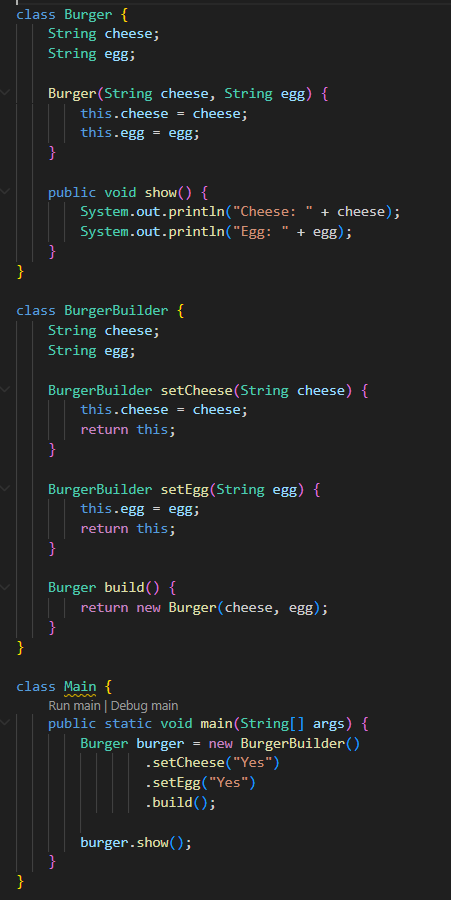 class Burger {
    String cheese;
    String egg;

    Burger(String cheese, String egg) {
        this.cheese = cheese;
        this.egg = egg;
    }

    public void show() {
        System.out.println("Cheese: " + cheese);
        System.out.println("Egg: " + egg);
    }
}

class BurgerBuilder {
    String cheese;
    String egg;

    BurgerBuilder setCheese(String cheese) {
        this.cheese = cheese;
        return this;
    }

    BurgerBuilder setEgg(String egg) {
        this.egg = egg;
        return this;
    }

    Burger build() {
        return new Burger(cheese, egg);
    }
}

class Main {
    Run main | Debug main
    public static void main(String[] args) {
        Burger burger = new BurgerBuilder()
                .setCheese("Yes")
                .setEgg("Yes")
                .build();

        burger.show();
    }
}